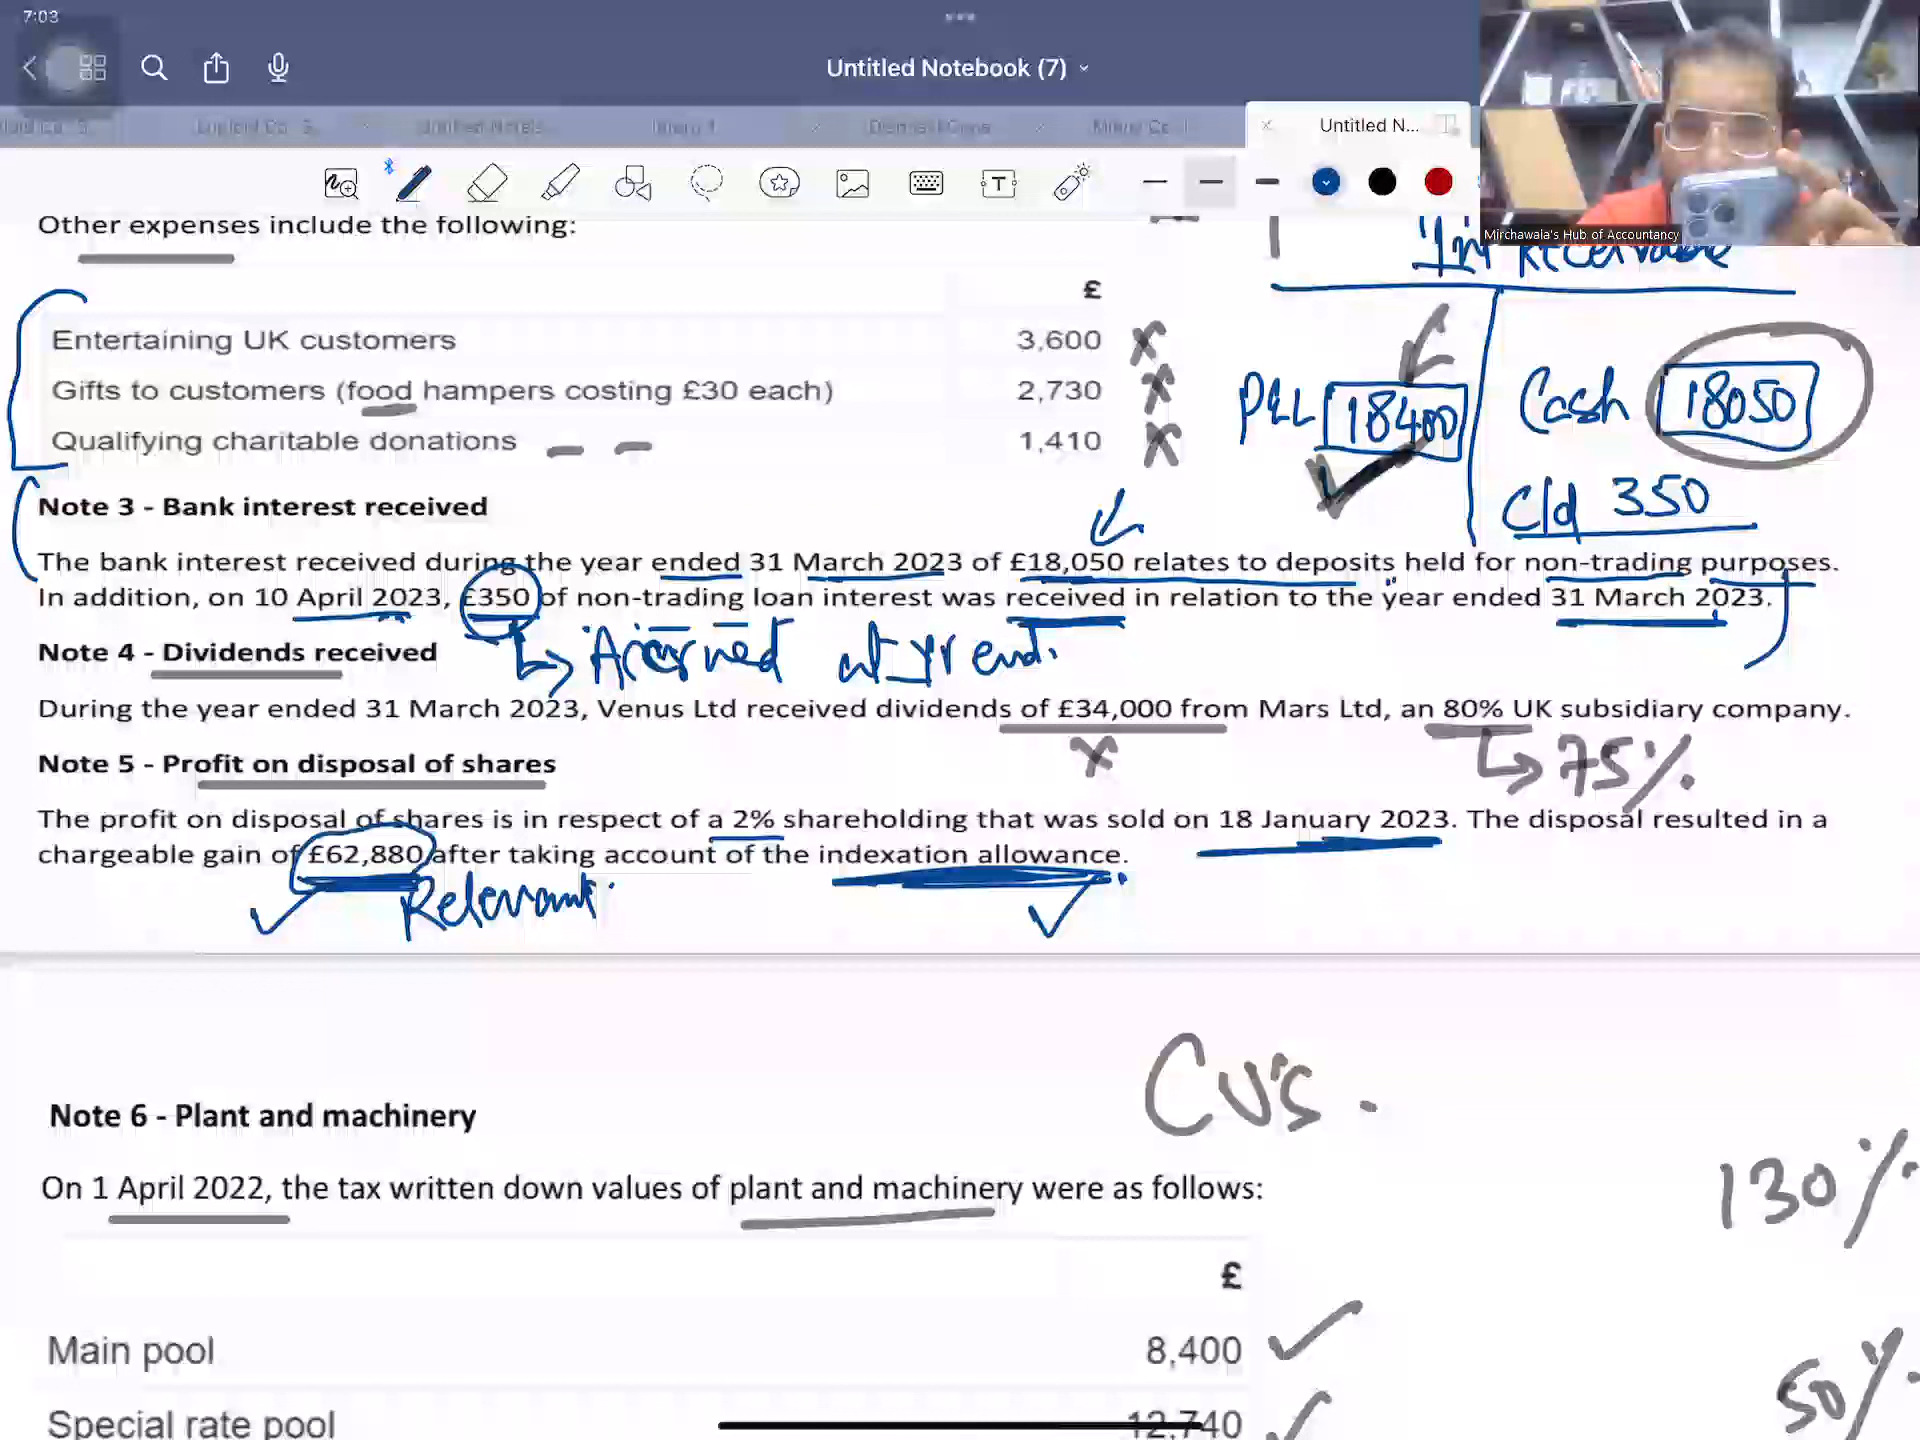 7:03
Untitled Notebook (7)
Untitled N...
Mirchawala's Hub of Accountancy
Other expenses include the following:
Int Receivable
£
Entertaining UK customers 3,600 x
Gifts to customers (food hampers costing £30 each) 2,730 x
Qualifying charitable donations 1,410 x
P&L 18400
Cash 18050
C/d 350
Note 3 - Bank interest received
The bank interest received during the year ended 31 March 2023 of £18,050 relates to deposits held for non-trading purposes.
In addition, on 10 April 2023, £350 of non-trading loan interest was received in relation to the year ended 31 March 2023.
Accrued at yr end.
Note 4 - Dividends received
During the year ended 31 March 2023, Venus Ltd received dividends of £34,000 from Mars Ltd, an 80% UK subsidiary company.
x
75%
Note 5 - Profit on disposal of shares
The profit on disposal of shares is in respect of a 2% shareholding that was sold on 18 January 2023. The disposal resulted in a
chargeable gain of £62,880 after taking account of the indexation allowance.
Relevant
Note 6 - Plant and machinery
On 1 April 2022, the tax written down values of plant and machinery were as follows:
130%
£
Main pool 8,400
Special rate pool 12,740
50%